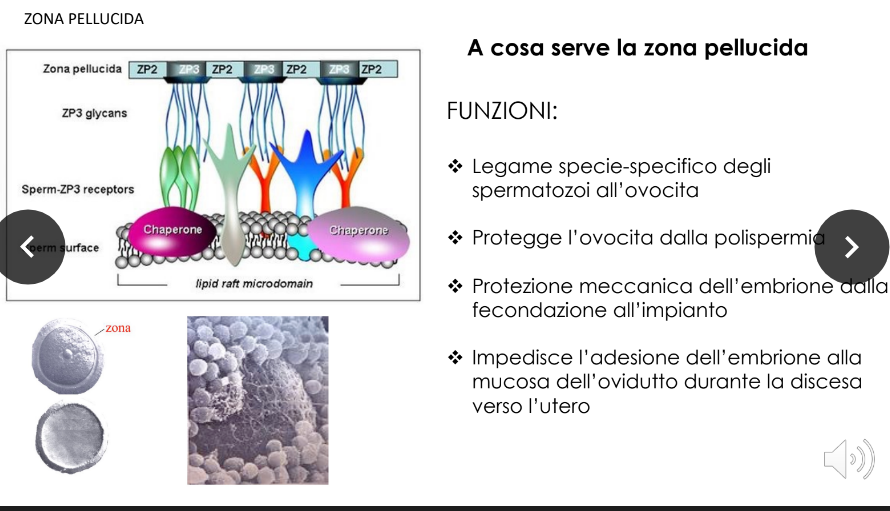 ZONA PELLUCIDA
A cosa serve la zona pellucida
Zona pellucida
ZP2 ZP3 ZP2 ZP3 ZP2 ZP3 ZP2
ZP3 glycans
Sperm-ZP3 receptors
Chaperone
Chaperone
surface
lipid raft microdomain
zona
FUNZIONI:
❖ Legame specie-specifico degli
spermatozoi all’ovocita
❖ Protegge l’ovocita dalla polispermia
❖ Protezione meccanica dell’embrione dalla
fecondazione all’impianto
❖ Impedisce l’adesione dell’embrione alla
mucosa dell’ovidutto durante la discesa
verso l’utero